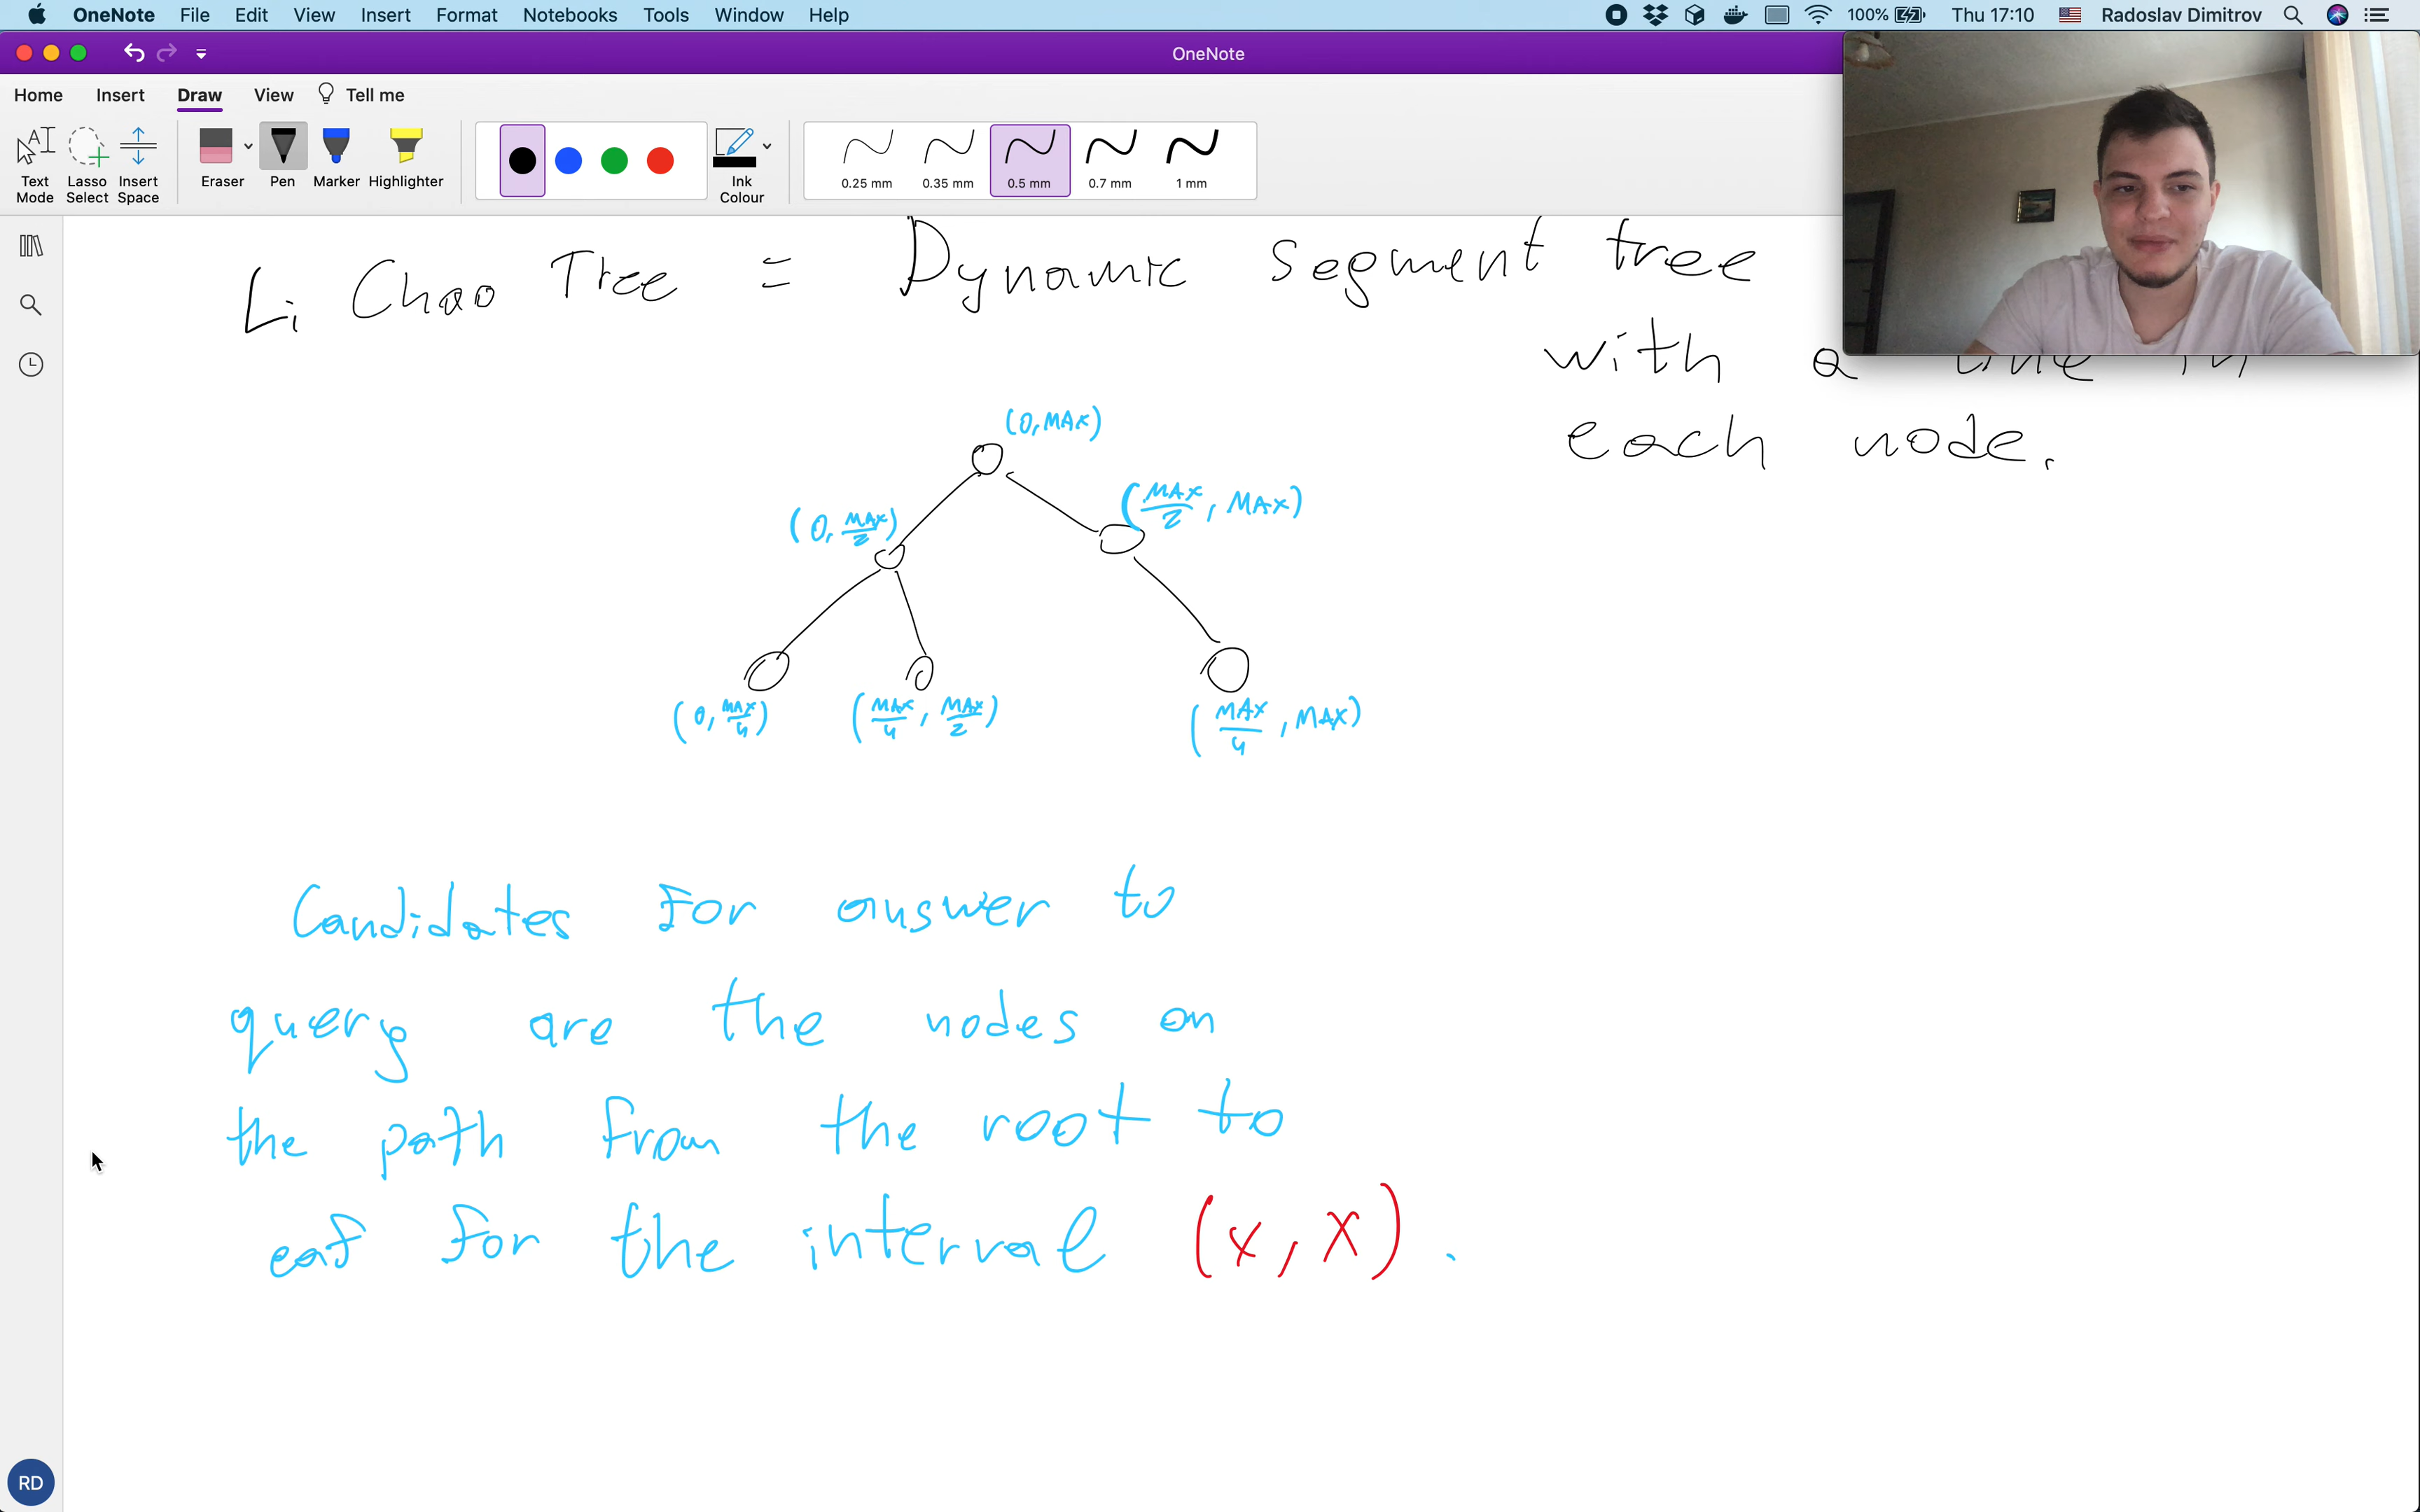 OneNote File Edit View Insert Format Notebooks Tools Window Help 100% Thu 17:10 Radoslav Dimitrov
OneNote
Home Insert Draw View Tell me
Text Mode
Lasso Select
Insert Space
Eraser
Pen
Marker
Highlighter
Ink Colour
0.25 mm
0.35 mm
0.5 mm
0.7 mm
1 mm
Li Chao Tree = Dynamic segment tree
with a line in
each node.
(0, MAX)
(0, MAX/2)
(MAX/2, MAX)
(0, MAX/4)
(MAX/4, MAX/2)
(MAX/4, MAX)
Candidates for answer to
query are the nodes on
the path from the root to
eaf for the interval (x, x).
RD